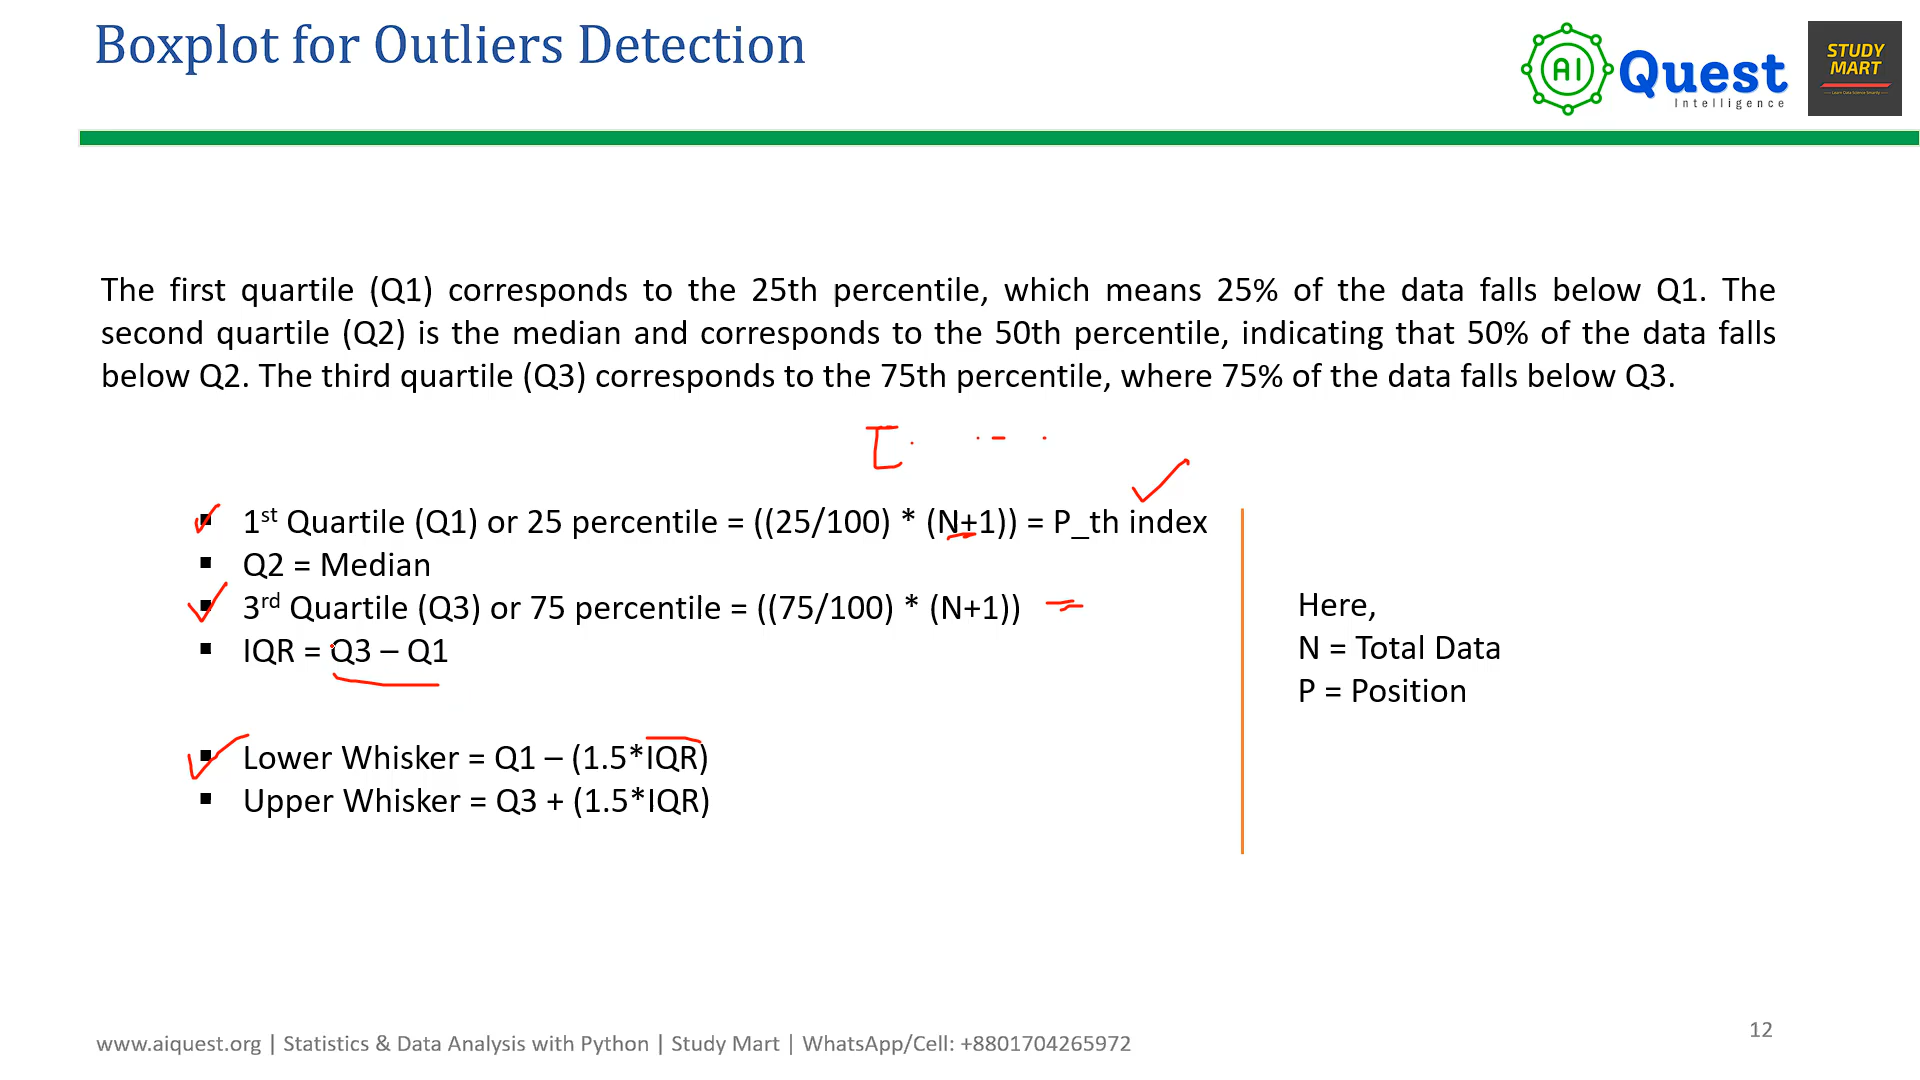 Boxplot for Outliers Detection
AI Quest
Intelligence
STUDY
MART
The first quartile (Q1) corresponds to the 25th percentile, which means 25% of the data falls below Q1. The
second quartile (Q2) is the median and corresponds to the 50th percentile, indicating that 50% of the data falls
below Q2. The third quartile (Q3) corresponds to the 75th percentile, where 75% of the data falls below Q3.
▪ 1st Quartile (Q1) or 25 percentile = ((25/100) * (N+1)) = P_th index
▪ Q2 = Median
▪ 3rd Quartile (Q3) or 75 percentile = ((75/100) * (N+1))
▪ IQR = Q3 – Q1
▪ Lower Whisker = Q1 – (1.5*IQR)
▪ Upper Whisker = Q3 + (1.5*IQR)
Here,
N = Total Data
P = Position
www.aiquest.org | Statistics & Data Analysis with Python | Study Mart | WhatsApp/Cell: +8801704265972
12